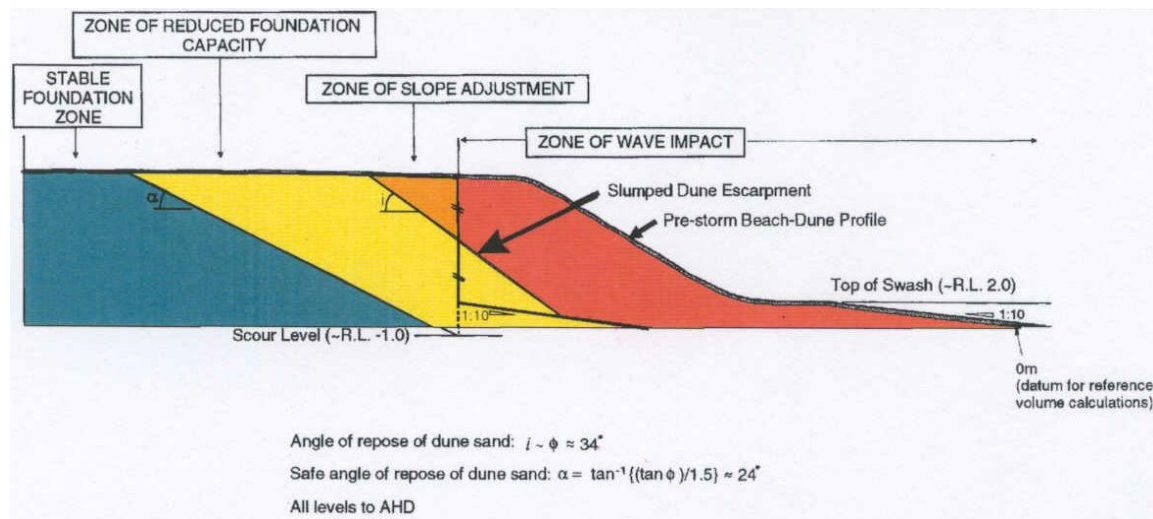 ZONE OF REDUCED FOUNDATION
CAPACITY
STABLE
FOUNDATION
ZONE
ZONE OF SLOPE ADJUSTMENT
ZONE OF WAVE IMPACT
Slumped Dune Escarpment
Pre-storm Beach-Dune Profile
α
i
Top of Swash (~R.L. 2.0)
1:10
1:10
Scour Level (~R.L. -1.0)
0m
(datum for reference
volume calculations)
Angle of repose of dune sand: i ~ ϕ ≈ 34°
Safe angle of repose of dune sand: α = tan⁻¹{(tan ϕ)/1.5} ≈ 24°
All levels to AHD